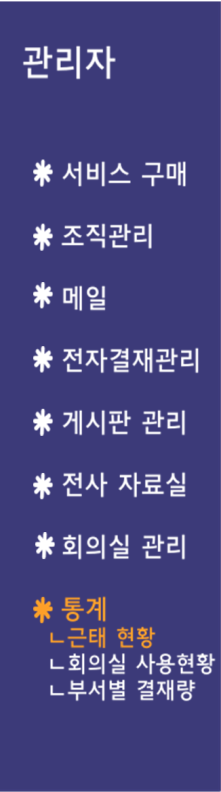 관리자
✱ 서비스 구매
✱ 조직관리
✱ 메일
✱ 전자결재관리
✱ 게시판 관리
✱ 전사 자료실
✱ 회의실 관리
✱ 통계
ㄴ근태 현황
ㄴ회의실 사용현황
ㄴ부서별 결재량